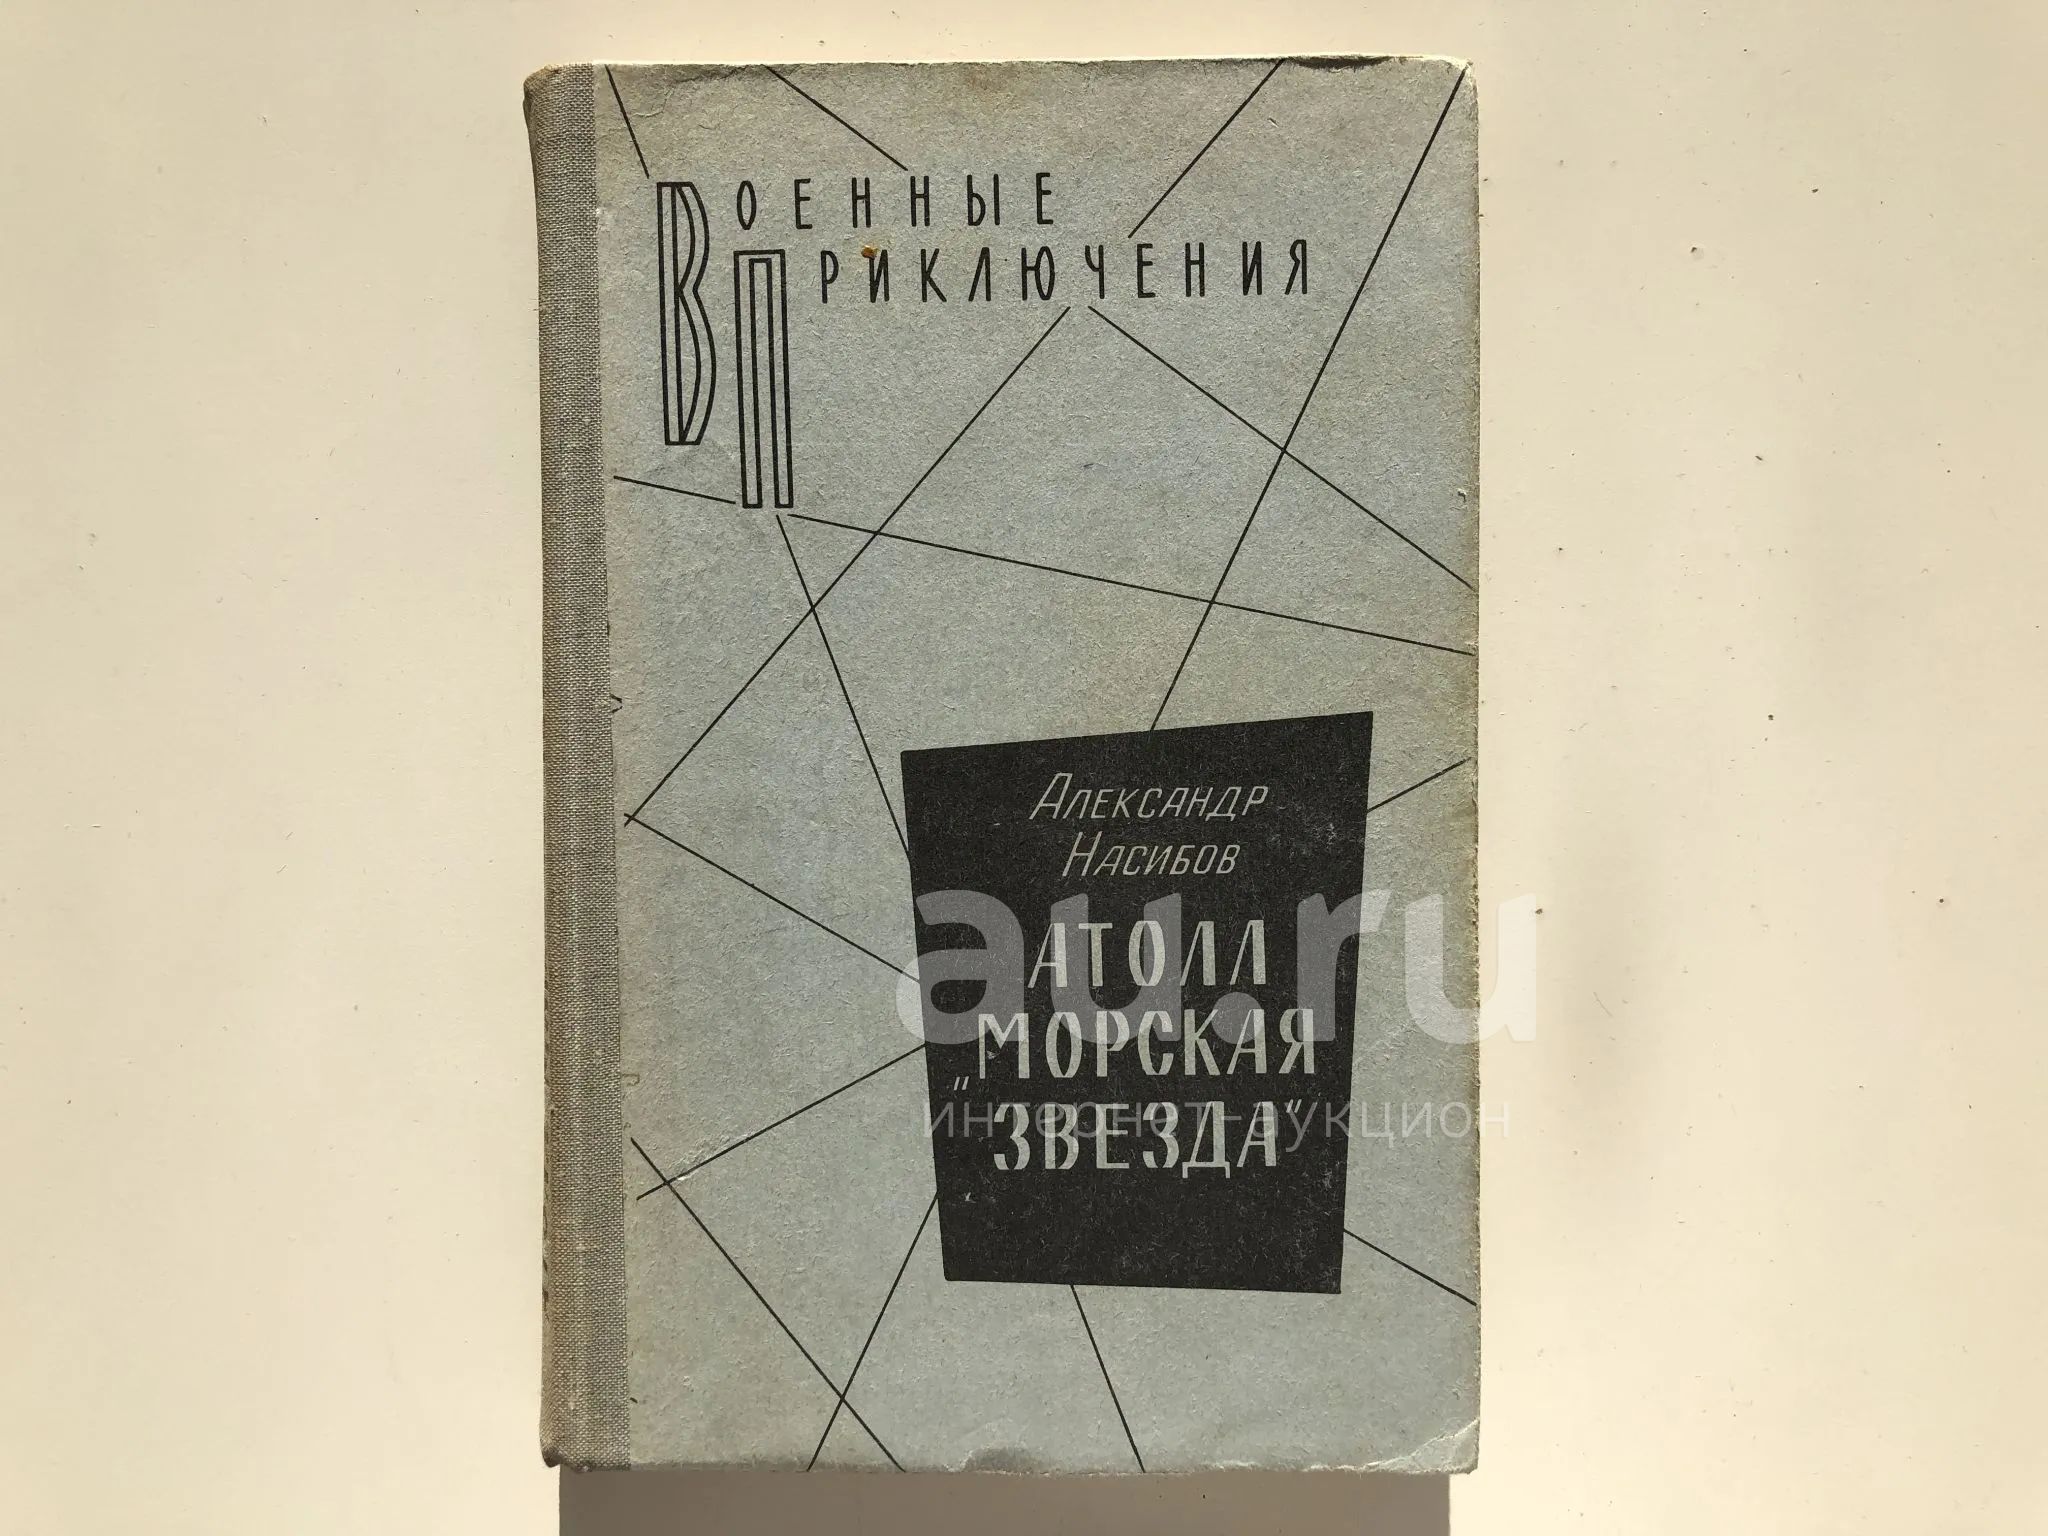 Военные
Приключения
Александр
Насибов
АТОЛЛ
„МОРСКАЯ
ЗВЕЗДА"
au.ru
интернет-аукцион